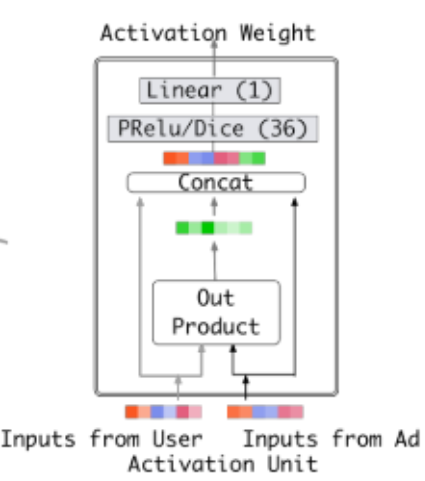 Activation Weight
Linear (1)
PRelu/Dice (36)
Concat
Out
Product
Inputs from User Inputs from Ad
Activation Unit